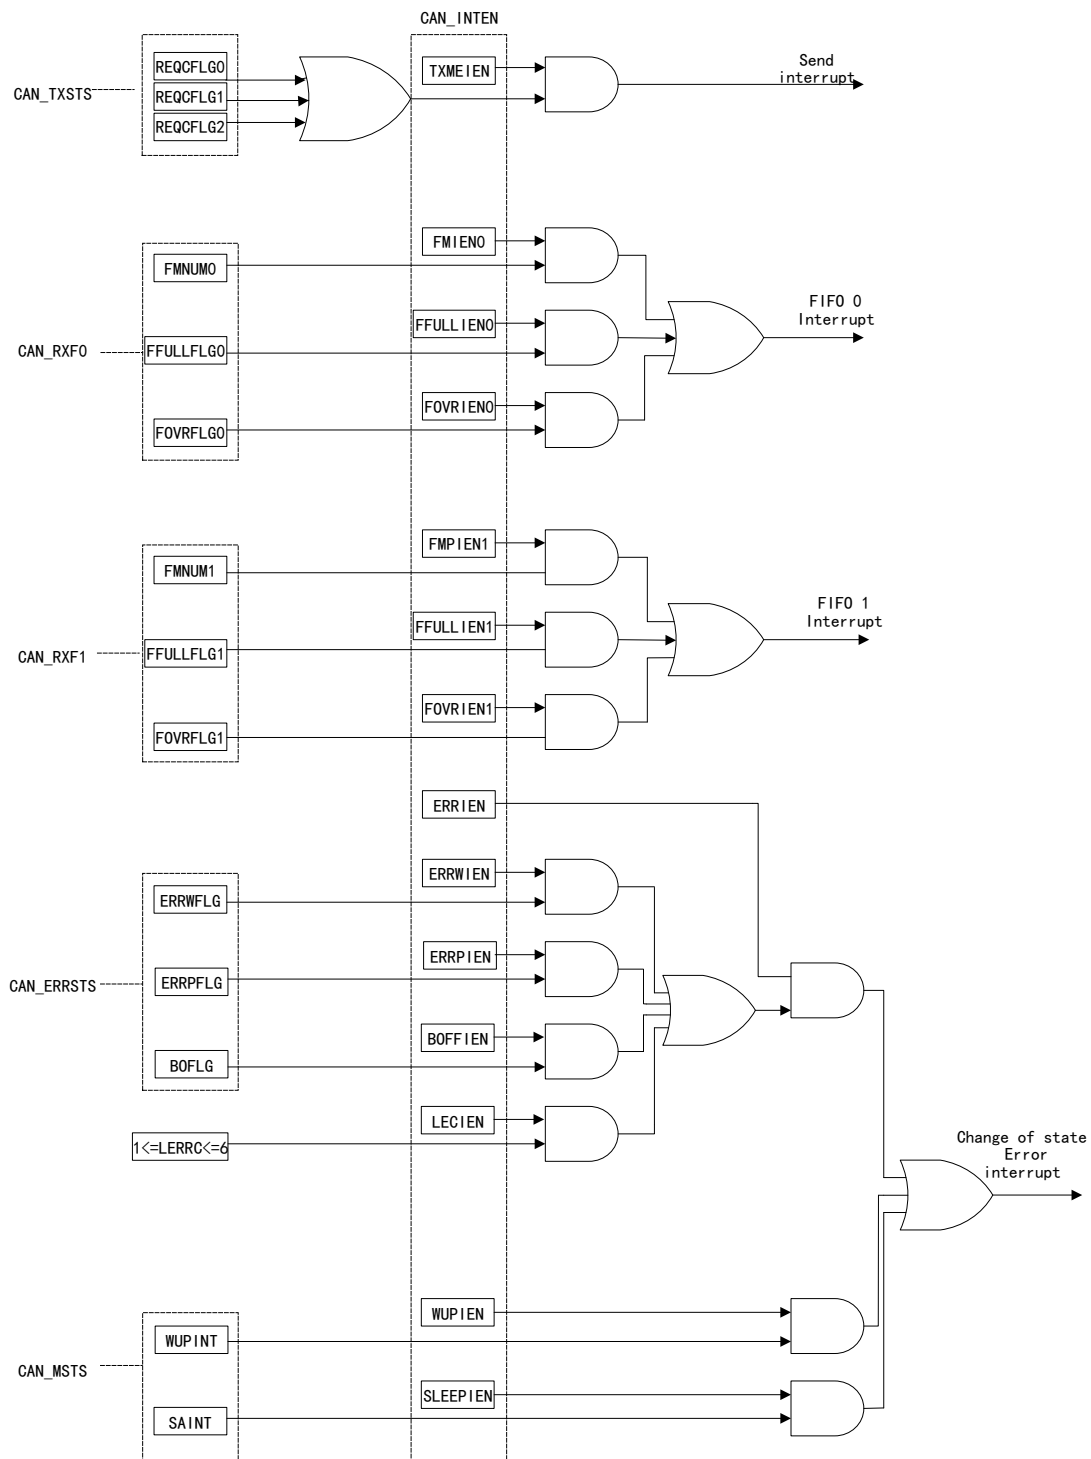 CAN_INTEN
CAN_TXSTS
REQCFLG0
REQCFLG1
REQCFLG2
TXMEIEN
Send
interrupt
CAN_RXF0
FMNUM0
FFULLFLG0
FOVRFLG0
FMIEN0
FFULLIEN0
FOVRIEN0
FIFO 0
Interrupt
CAN_RXF1
FMNUM1
FFULLFLG1
FOVRFLG1
FMPIEN1
FFULLIEN1
FOVRIEN1
FIFO 1
Interrupt
ERRIEN
CAN_ERRSTS
ERRWFLG
ERRPFLG
BOFLG
1<=LERRC<=6
ERRWIEN
ERRPIEN
BOFFIEN
LECIEN
Change of state
Error
interrupt
CAN_MSTS
WUPINT
SAINT
WUPIEN
SLEEPIEN